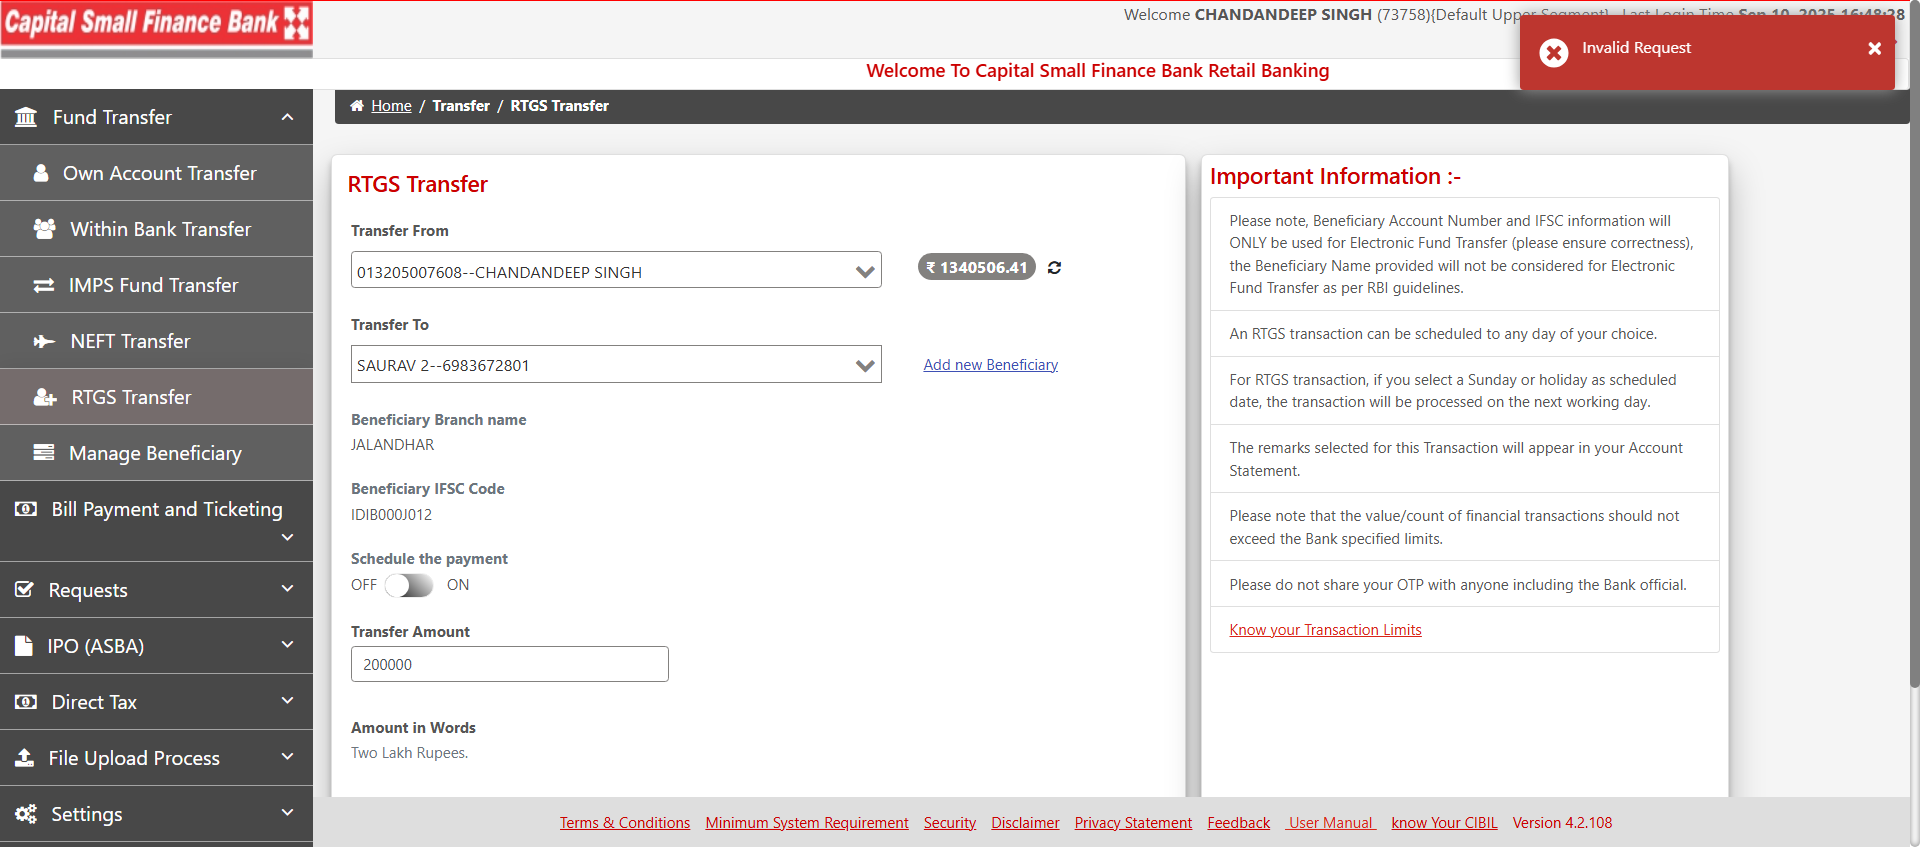 Capital Small Finance Bank
Welcome CHANDANDEEP SINGH (73758){Default Upper Segment} Last Login Time Sep 10, 2025 16:48:28
Invalid Request
Welcome To Capital Small Finance Bank Retail Banking
Home / Transfer / RTGS Transfer
Fund Transfer
Own Account Transfer
Within Bank Transfer
IMPS Fund Transfer
NEFT Transfer
RTGS Transfer
Manage Beneficiary
Bill Payment and Ticketing
Requests
IPO (ASBA)
Direct Tax
File Upload Process
Settings
RTGS Transfer
Transfer From
013205007608--CHANDANDEEP SINGH
₹ 1340506.41
Transfer To
SAURAV 2--6983672801
Add new Beneficiary
Beneficiary Branch name
JALANDHAR
Beneficiary IFSC Code
IDIB000J012
Schedule the payment
OFF ON
Transfer Amount
200000
Amount in Words
Two Lakh Rupees.
Important Information :-
Please note, Beneficiary Account Number and IFSC information will
ONLY be used for Electronic Fund Transfer (please ensure correctness),
the Beneficiary Name provided will not be considered for Electronic
Fund Transfer as per RBI guidelines.
An RTGS transaction can be scheduled to any day of your choice.
For RTGS transaction, if you select a Sunday or holiday as scheduled
date, the transaction will be processed on the next working day.
The remarks selected for this Transaction will appear in your Account
Statement.
Please note that the value/count of financial transactions should not
exceed the Bank specified limits.
Please do not share your OTP with anyone including the Bank official.
Know your Transaction Limits
Terms & Conditions Minimum System Requirement Security Disclaimer Privacy Statement Feedback User Manual know Your CIBIL Version 4.2.108